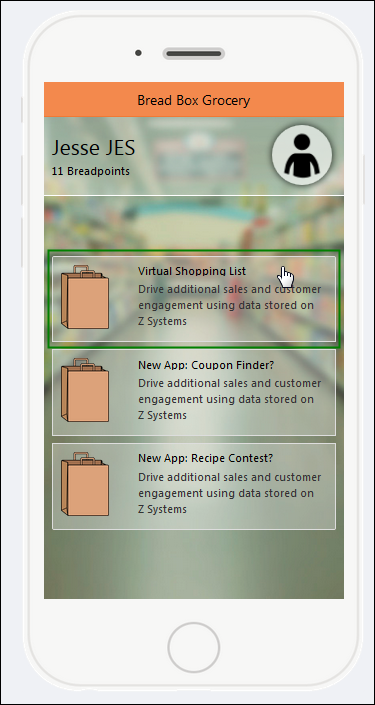 Bread Box Grocery
Jesse JES
11 Breadpoints
Virtual Shopping List
Drive additional sales and customer
engagement using data stored on
Z Systems
New App: Coupon Finder?
Drive additional sales and customer
engagement using data stored on
Z Systems
New App: Recipe Contest?
Drive additional sales and customer
engagement using data stored on
Z Systems